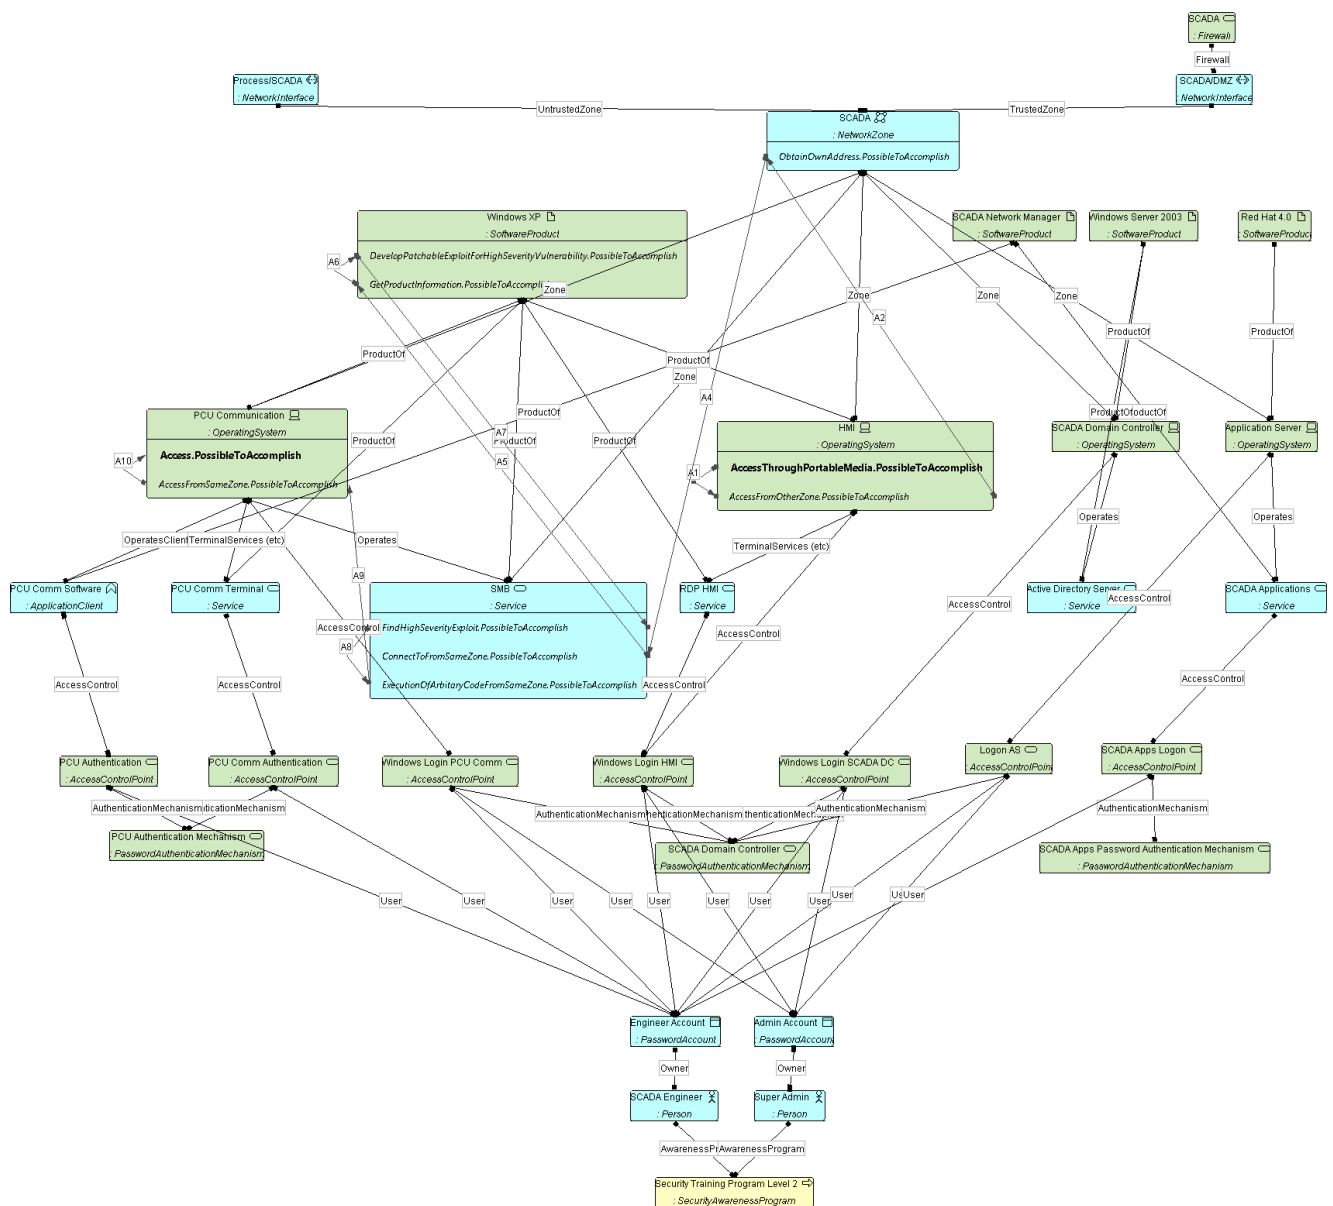 SCADA
: Firewall
Firewall
Process/SCADA
: NetworkInterface
SCADA/DMZ
: NetworkInterface
UntrustedZone
TrustedZone
SCADA
: NetworkZone
ObtainOwnAddress.PossibleToAccomplish
Windows XP
: SoftwareProduct
DevelopPatchableExploitForHighSeverityVulnerability.PossibleToAccomplish
SCADA Network Manager
: SoftwareProduct
Windows Server 2003
: SoftwareProduct
Red Hat 4.0
: SoftwareProduct
A6
Zone
Zone
Zone
Zone
A2
ProductOf
ProductOf
ProductOf
ProductOf
Zone
A4
PCU Communication
: OperatingSystem
Access.PossibleToAccomplish
AccessFromSameZone.PossibleToAccomplish
A10
ProductOf
ProductOf
ProductOf
A7
A5
HMI
: OperatingSystem
AccessThroughPortableMedia.PossibleToAccomplish
AccessFromOtherZone.PossibleToAccomplish
A1
SCADA Domain Controller
: OperatingSystem
Application Server
: OperatingSystem
Operates
Operates
OperatesClient
TerminalServices (etc)
Operates
TerminalServices (etc)
A9
PCU Comm Software
: ApplicationClient
PCU Comm Terminal
: Service
SMB
: Service
FindHighSeverityExploit.PossibleToAccomplish
ConnectToFromSameZone.PossibleToAccomplish
ExecutionOfArbitaryCodeFromSameZone.PossibleToAccomplish
RDP HMI
: Service
Active Directory Server
: Service
SCADA Applications
: Service
AccessControl
AccessControl
A8
AccessControl
AccessControl
AccessControl
AccessControl
AccessControl
AccessControl
PCU Authentication
: AccessControlPoint
PCU Comm Authentication
: AccessControlPoint
Windows Login PCU Comm
: AccessControlPoint
Windows Login HMI
: AccessControlPoint
Windows Login SCADA DC
: AccessControlPoint
Logon AS
: AccessControlPoint
SCADA Apps Logon
: AccessControlPoint
AuthenticationMechanism
AuthenticationMechanism
AuthenticationMechanism
AuthenticationMechanism
PCU Authentication Mechanism
: PasswordAuthenticationMechanism
SCADA Domain Controller
: PasswordAuthenticationMechanism
SCADA Apps Password Authentication Mechanism
: PasswordAuthenticationMechanism
User
User
User
User
User
User
User
User
Engineer Account
: PasswordAccount
Admin Account
: PasswordAccount
Owner
Owner
SCADA Engineer
: Person
Super Admin
: Person
AwarenessProgram
Security Training Program Level 2
: SecurityAwarenessProgram